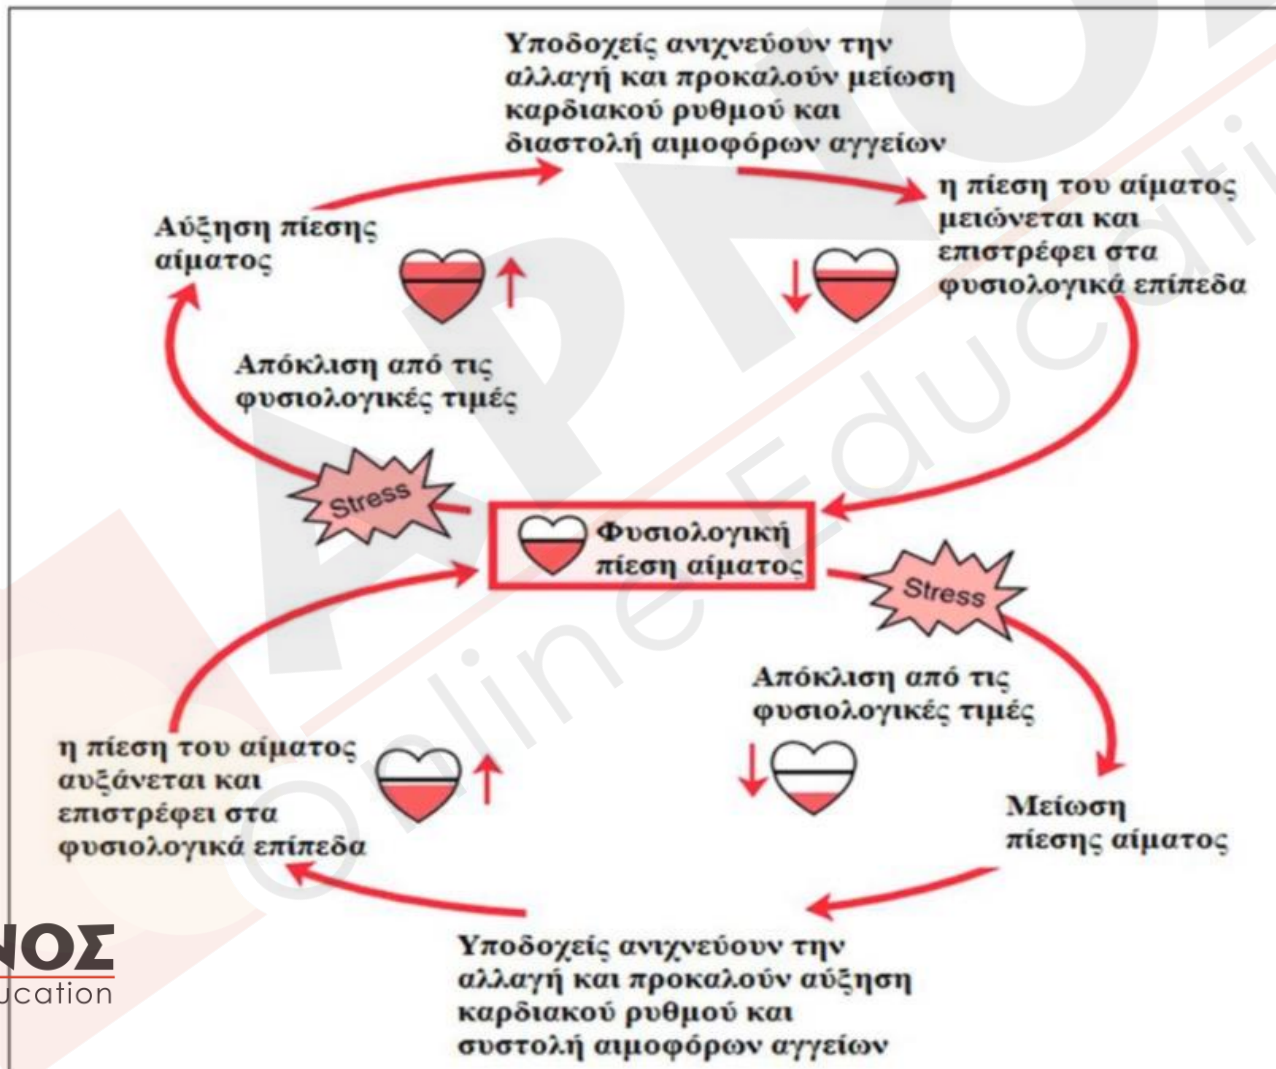 Υποδοχείς ανιχνεύουν την
αλλαγή και προκαλούν μείωση
καρδιακού ρυθμού και
διαστολή αιμοφόρων αγγείων
η πίεση του αίματος
μειώνεται και
επιστρέφει στα
φυσιολογικά επίπεδα
Αύξηση πίεσης
αίματος
Απόκλιση από τις
φυσιολογικές τιμές
Stress
Φυσιολογική
πίεση αίματος
Stress
Απόκλιση από τις
φυσιολογικές τιμές
Μείωση
πίεσης αίματος
η πίεση του αίματος
αυξάνεται και
επιστρέφει στα
φυσιολογικά επίπεδα
Υποδοχείς ανιχνεύουν την
αλλαγή και προκαλούν αύξηση
καρδιακού ρυθμού και
συστολή αιμοφόρων αγγείων
ΝΟΣ
ucation
ΑΡΝΟΣ
Online Educati